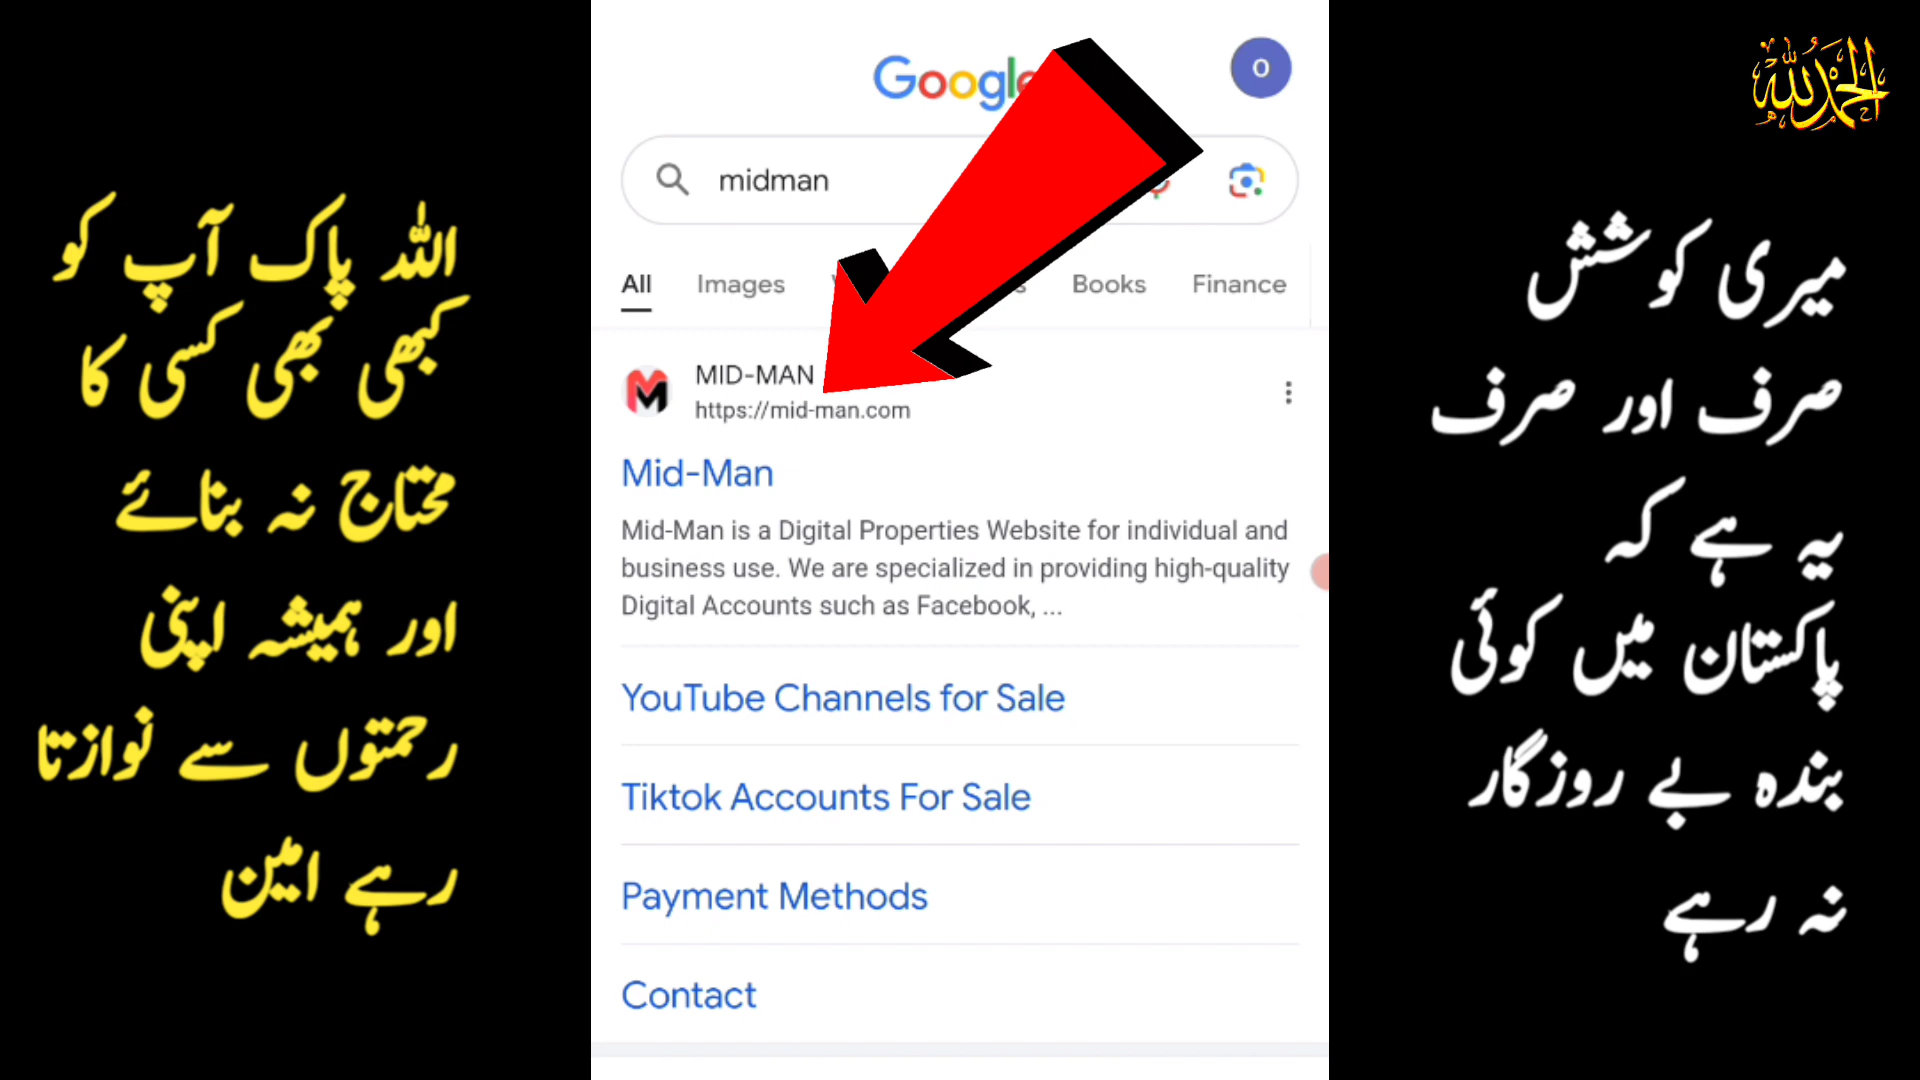 الحمدللہ
اللہ پاک آپ کو
کبھی بھی کسی کا
محتاج نہ بنائے
اور ہمیشہ اپنی
رحمتوں سے نوازتا
رہے امین
Google
O
midman
All Images Books Finance
MID-MAN
https://mid-man.com
Mid-Man
Mid-Man is a Digital Properties Website for individual and
business use. We are specialized in providing high-quality
Digital Accounts such as Facebook, ...
YouTube Channels for Sale
Tiktok Accounts For Sale
Payment Methods
Contact
میری کوشش
صرف اور صرف
یہ ہے کہ
پاکستان میں کوئی
بندہ بے روزگار
نہ رہے